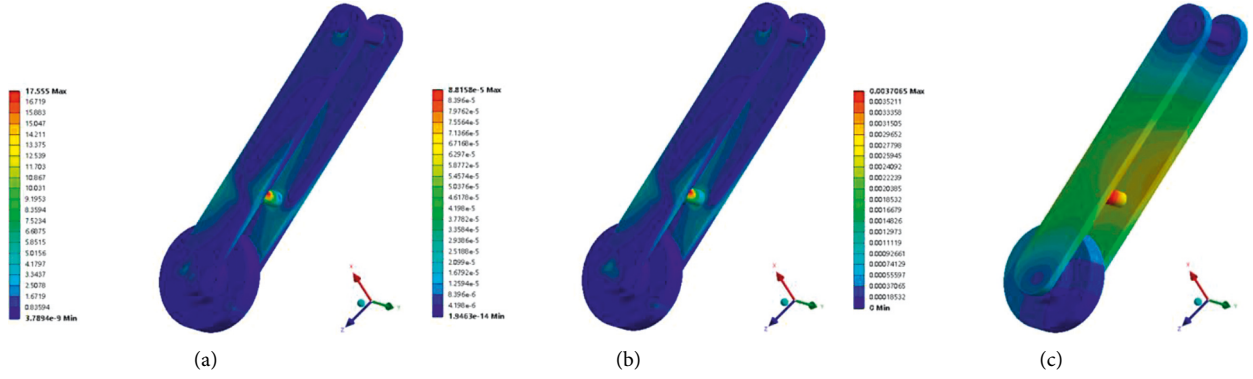 17.555 Max
16.719
15.883
15.047
14.211
13.375
12.539
11.703
10.867
10.031
9.1953
8.3594
7.5234
6.6875
5.8515
5.0156
4.1797
3.3437
2.5078
1.6719
0.83594
3.7894e-9 Min
X
Y
Z
(a)
8.8158e-5 Max
8.396e-5
7.9762e-5
7.5564e-5
7.1366e-5
6.7168e-5
6.297e-5
5.8772e-5
5.4574e-5
5.0376e-5
4.6178e-5
4.198e-5
3.7782e-5
3.3584e-5
2.9386e-5
2.5188e-5
2.099e-5
1.6792e-5
1.2594e-5
8.396e-6
4.198e-6
1.9463e-14 Min
X
Y
Z
(b)
0.0037065 Max
0.0035211
0.0033358
0.0031505
0.0029652
0.0027798
0.0025945
0.0024092
0.0022239
0.0020385
0.0018532
0.0016679
0.0014826
0.0012973
0.0011119
0.00092661
0.00074129
0.00055597
0.00037065
0.00018532
0 Min
X
Y
Z
(c)